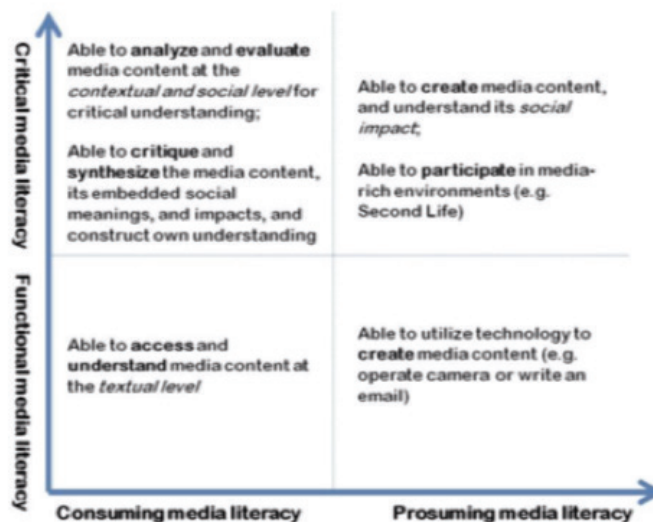 Critical media literacy
Able to analyze and evaluate
media content at the
contextual and social level for
critical understanding;
Able to critique and
synthesize the media content,
its embedded social
meanings, and impacts, and
construct own understanding
Able to create media content,
and understand its social
impact;
Able to participate in media-
rich environments (e.g.
Second Life)
Functional media literacy
Able to access and
understand media content at
the textual level
Able to utilize technology to
create media content (e.g.
operate camera or write an
email)
Consuming media literacy
Prosuming media literacy